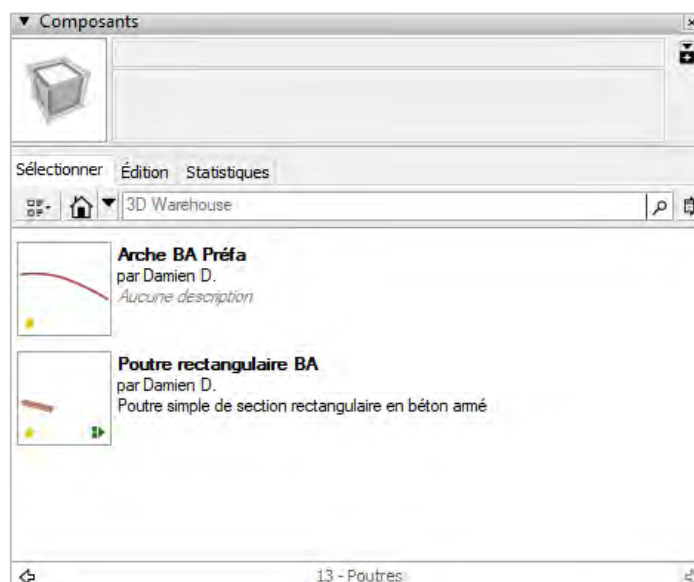 Composants
Sélectionner Édition Statistiques
3D Warehouse
Arche BA Préfa
par Damien D.
Aucune description
Poutre rectangulaire BA
par Damien D.
Poutre simple de section rectangulaire en béton armé
13 - Poutres